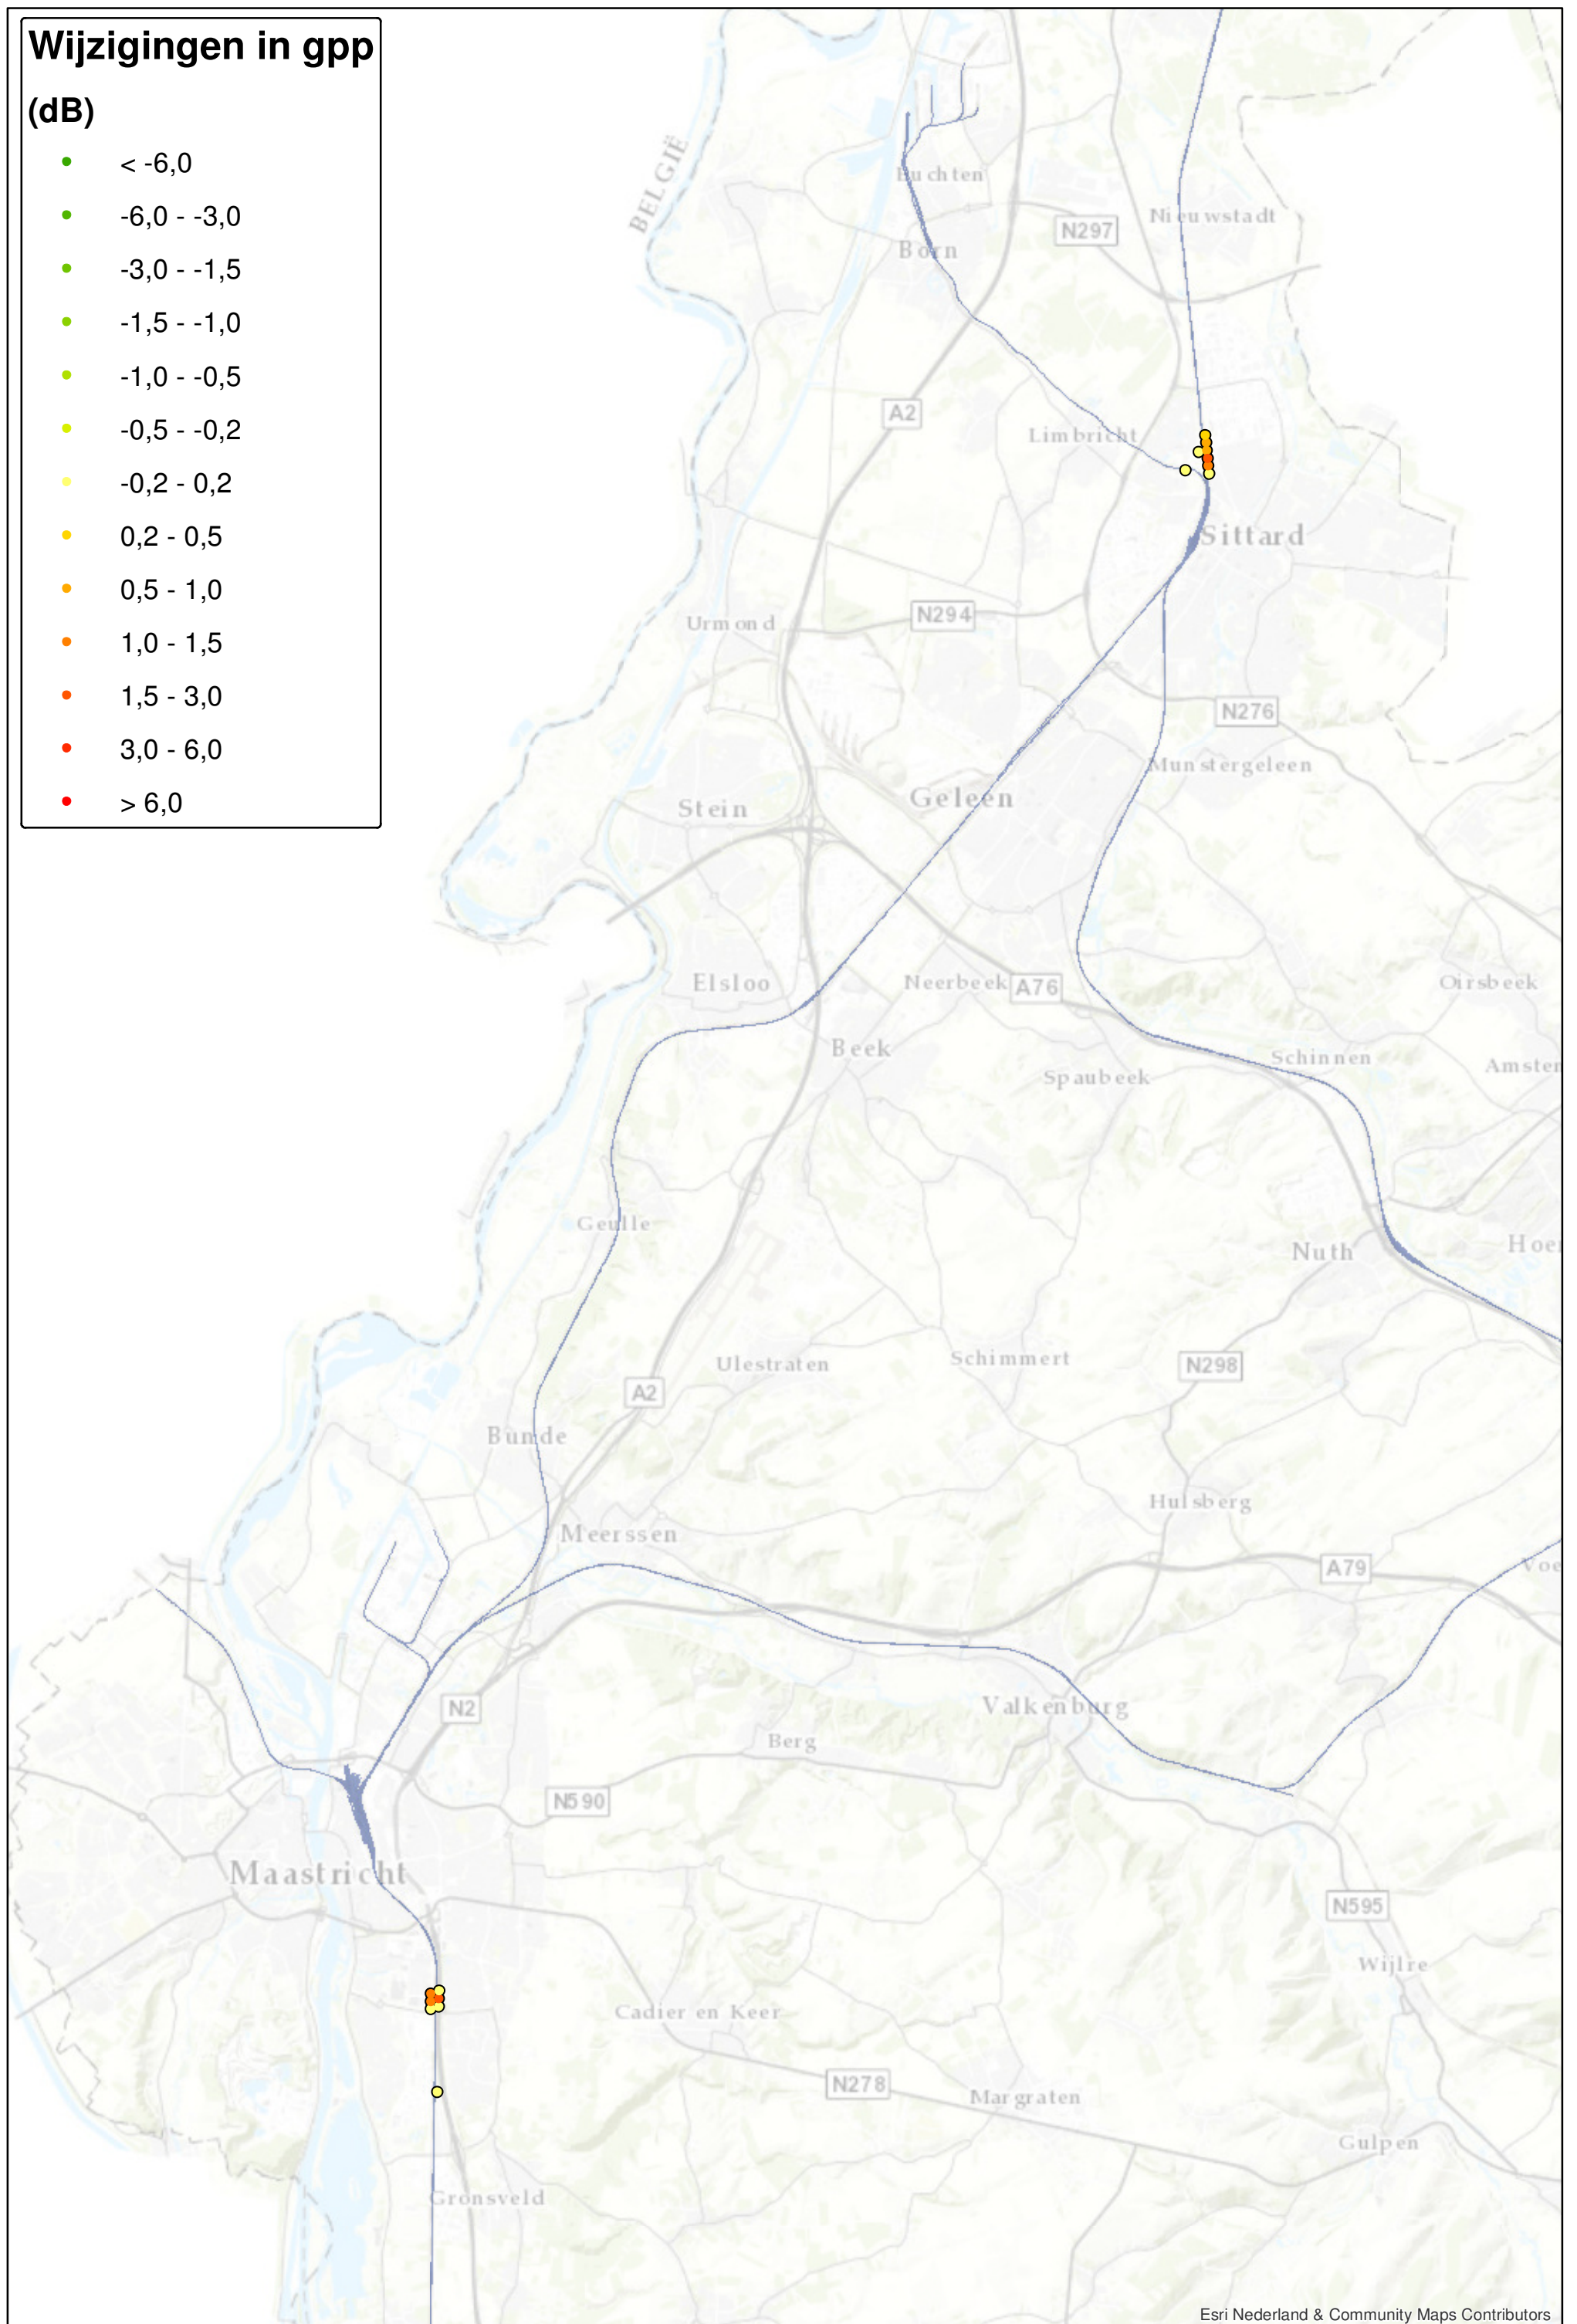 Wijzigingen in gpp
(dB)
< -6,0
-6,0 - -3,0
-3,0 - -1,5
-1,5 - -1,0
-1,0 - -0,5
-0,5 - -0,2
-0,2 - 0,2
0,2 - 0,5
0,5 - 1,0
1,0 - 1,5
1,5 - 3,0
3,0 - 6,0
> 6,0
BELGIË
Buchten
Nieuwstadt
N297
Born
A2
Limbricht
Sittard
N294
Urmond
N276
Munstergeleen
Geleen
Stein
Elsloo
Neerbeek
A76
Oirsbeek
Beek
Schinnen
Amster
Spaubeek
Geulle
Nuth
Hoe
Ulestraten
Schimmert
N298
A2
Bunde
Hulsberg
Meerssen
A79
Voe
N2
Valkenburg
Berg
N590
Maastricht
N595
Wijlre
Cadier en Keer
N278
Margraten
Gulpen
Gronsveld
Esri Nederland & Community Maps Contributors